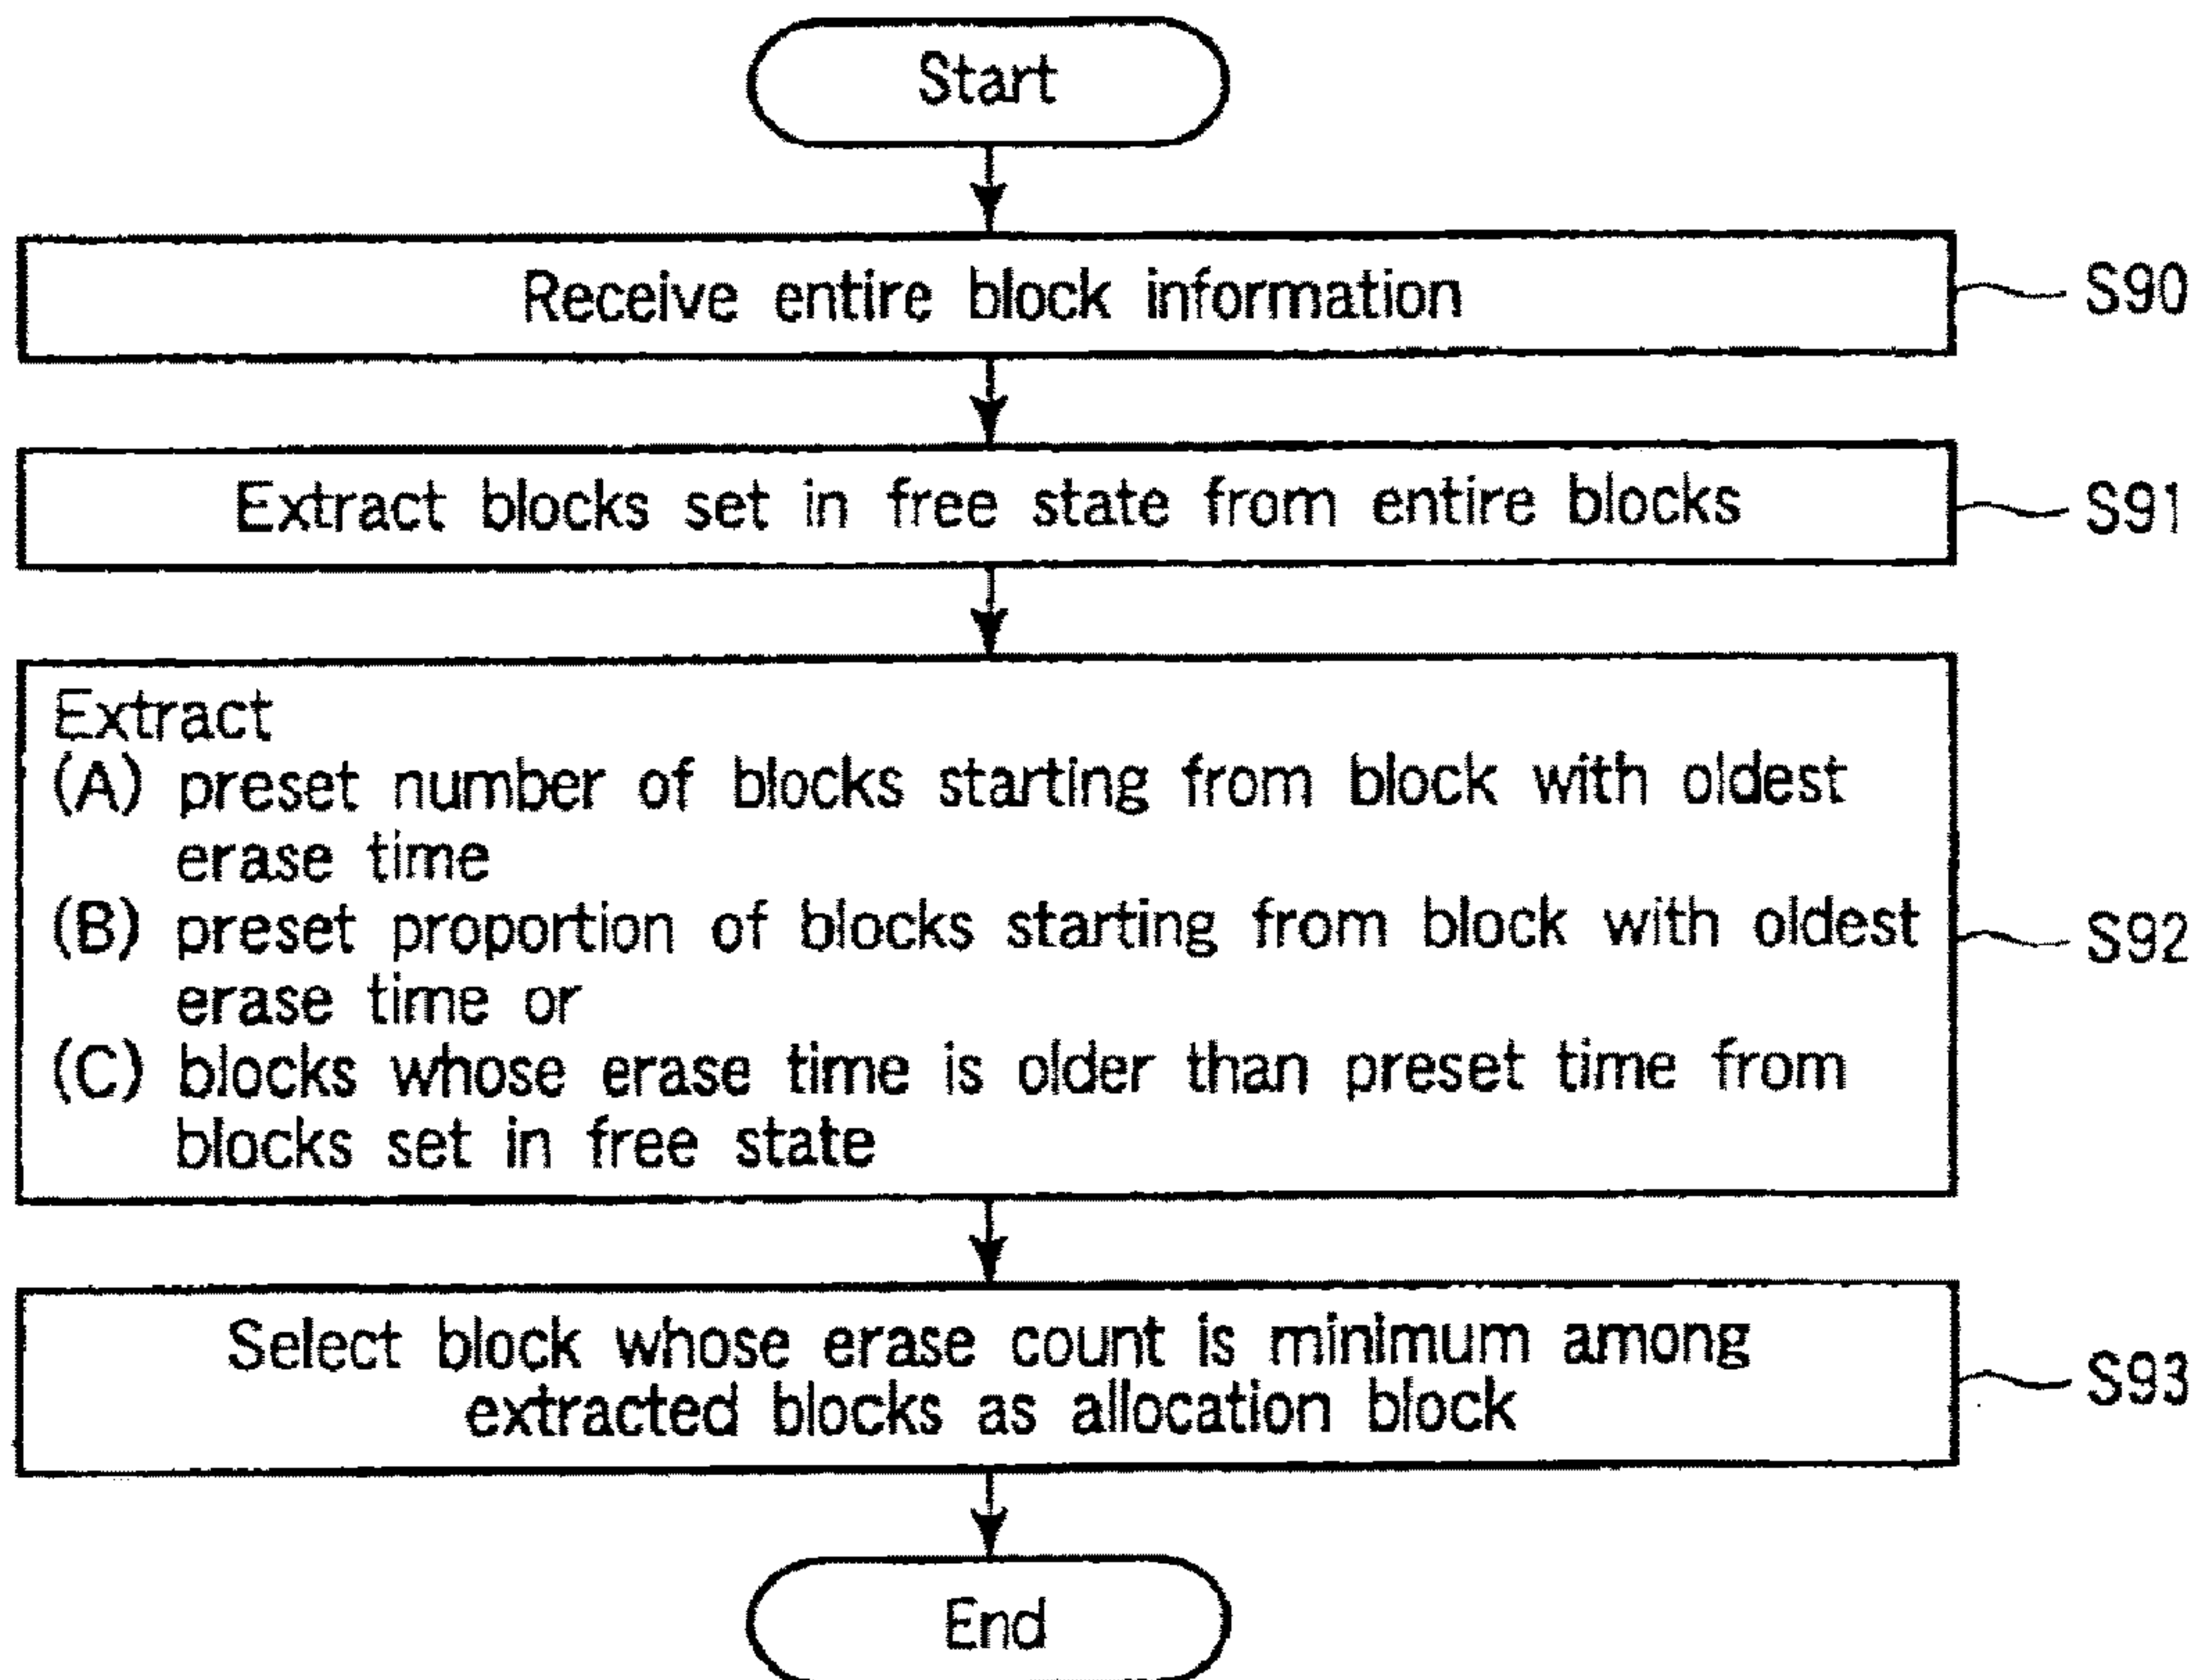 Start
Receive entire block information
S90
Extract blocks set in free state from entire blocks
S91
Extract
(A) preset number of blocks starting from block with oldest
erase time
(B) preset proportion of blocks starting from block with oldest
erase time or
(C) blocks whose erase time is older than preset time from
blocks set in free state
S92
Select block whose erase count is minimum among
extracted blocks as allocation block
S93
End